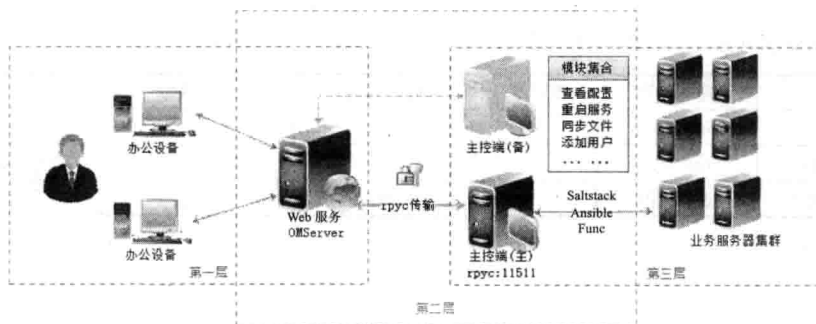 办公设备
办公设备
第一层
Web 服务
OMServer
rpyc传输
第二层
主控端(备)
主控端(主)
rpyc:11511
模块集合
查看配置
重启服务
同步文件
添加用户
... ...
Saltstack
Ansible
Func
业务服务器集群
第三层